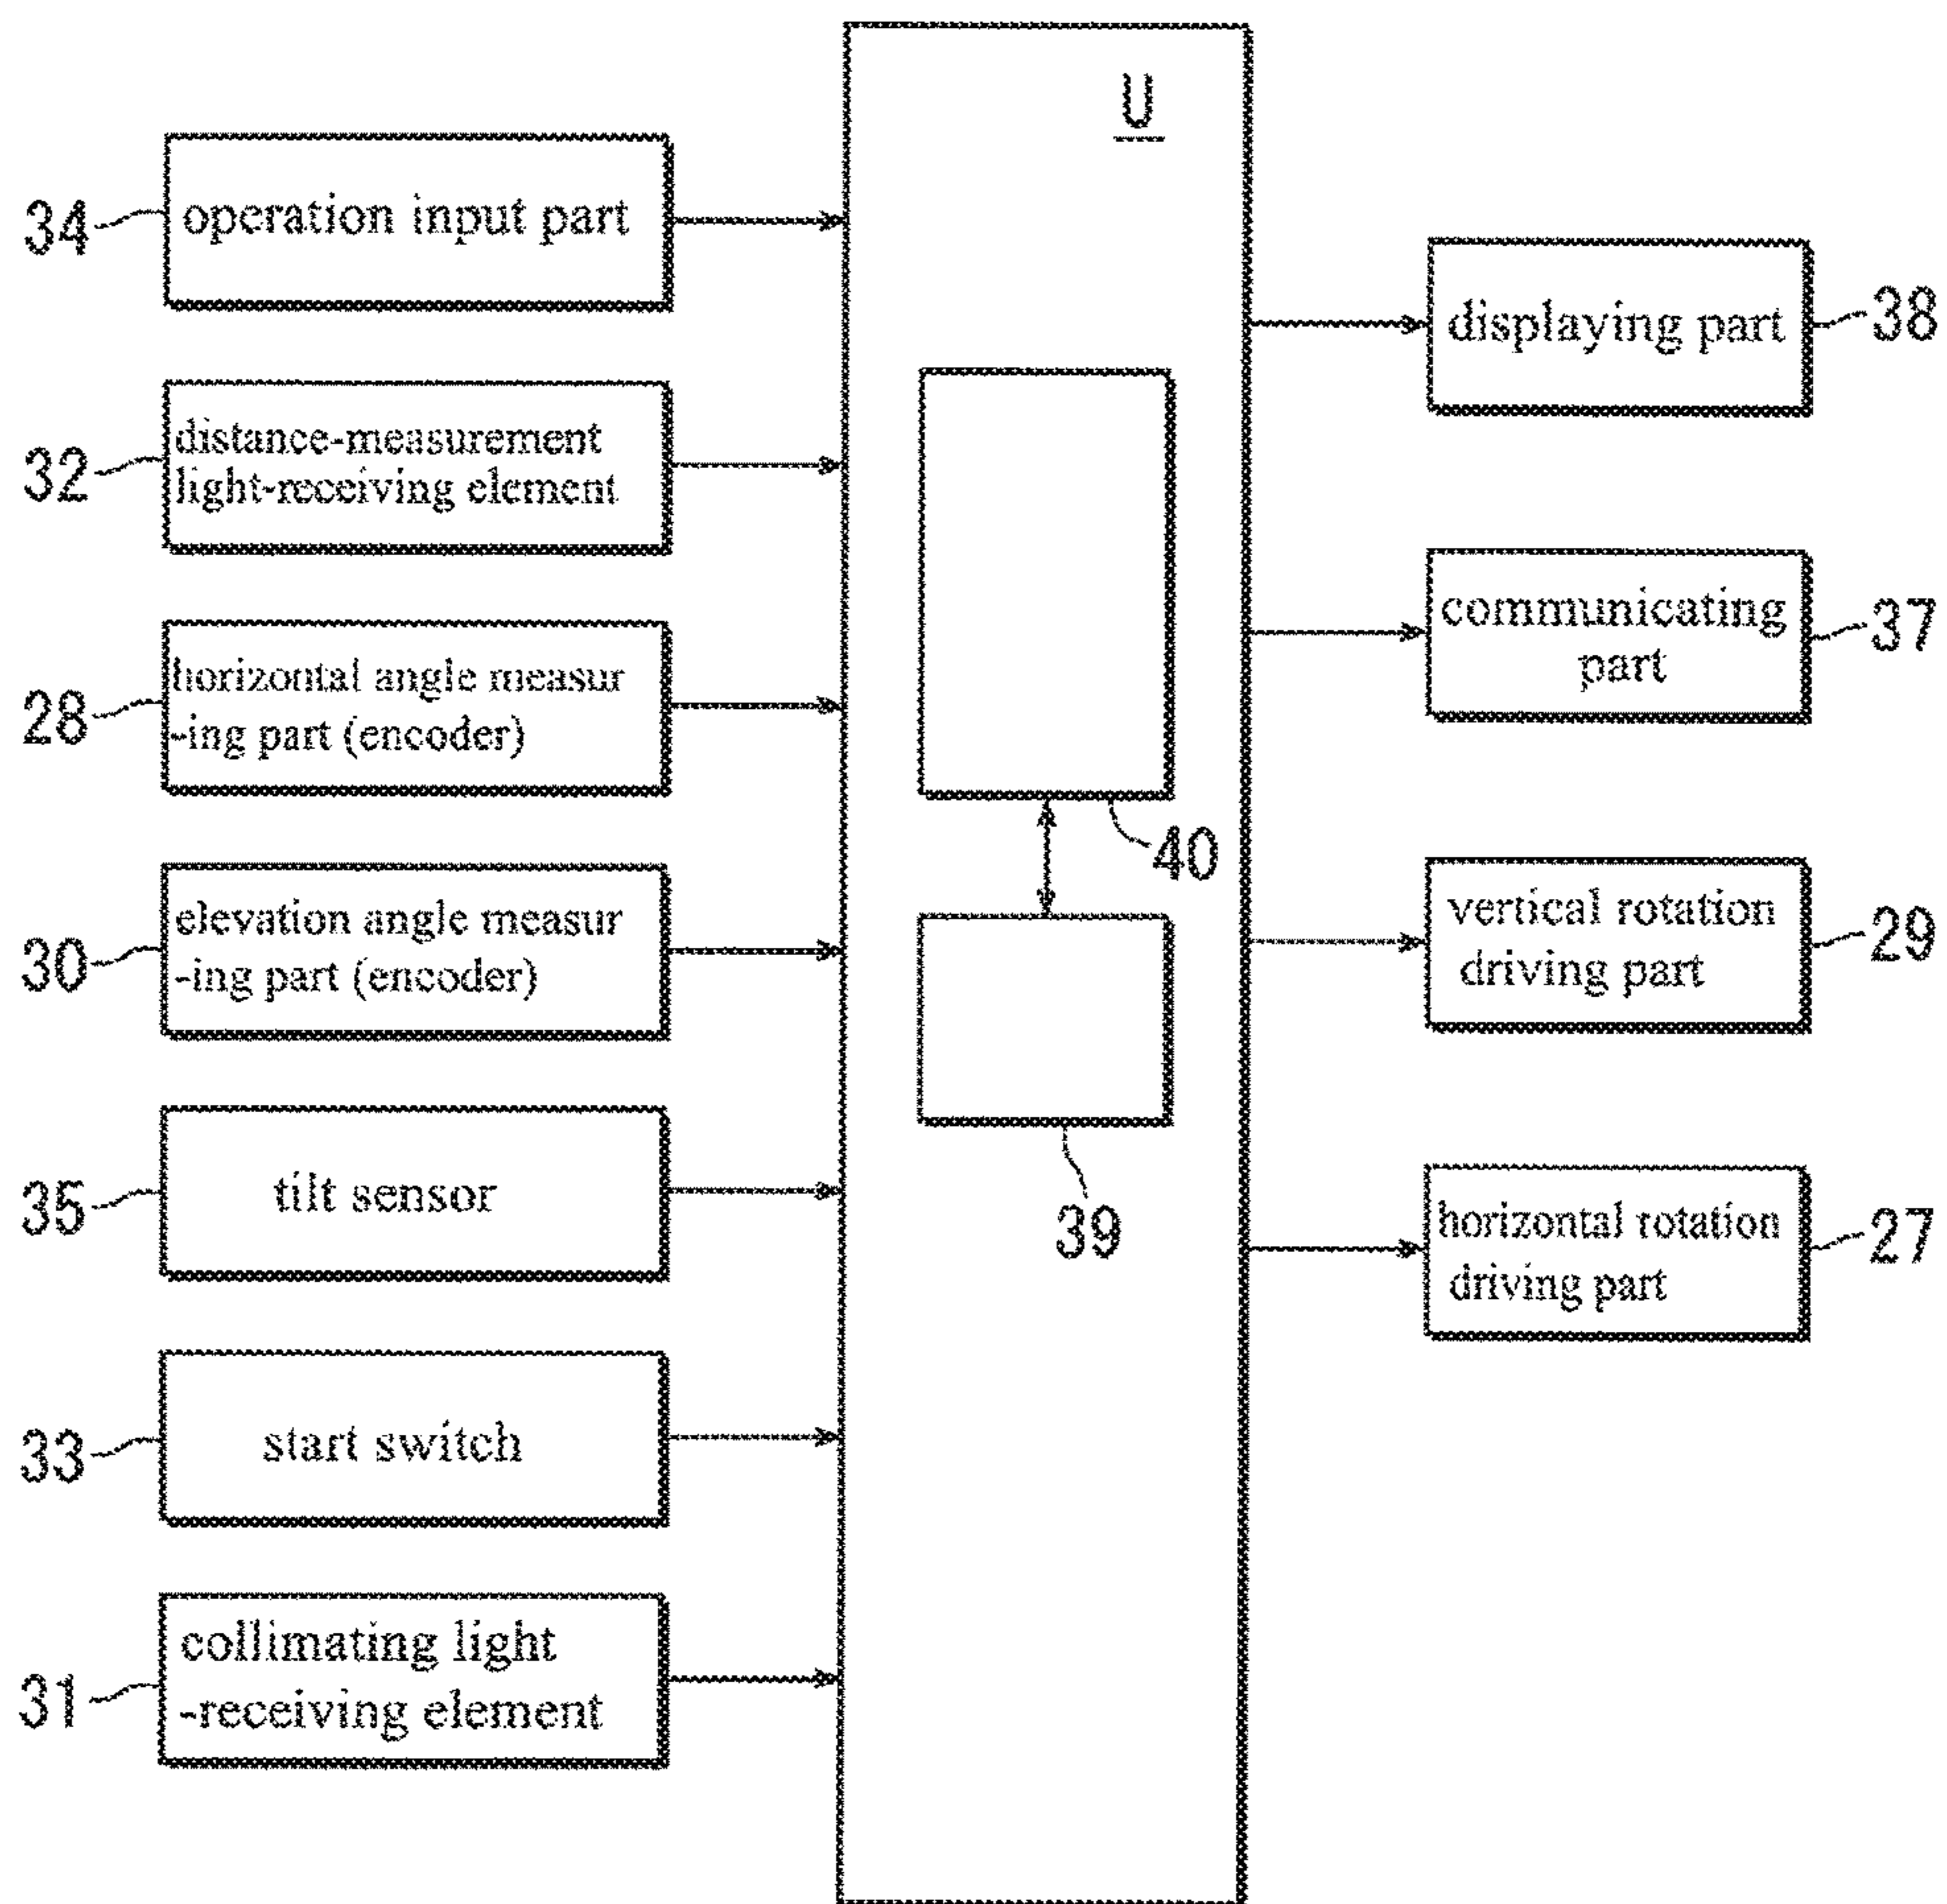 U
34
operation input part
32
distance-measurement
light-receiving element
28
horizontal angle measur
-ing part (encoder)
30
elevation angle measur
-ing part (encoder)
35
tilt sensor
33
start switch
31
collimating light
-receiving element
40
39
displaying part
38
communicating
part
37
vertical rotation
driving part
29
horizontal rotation
driving part
27